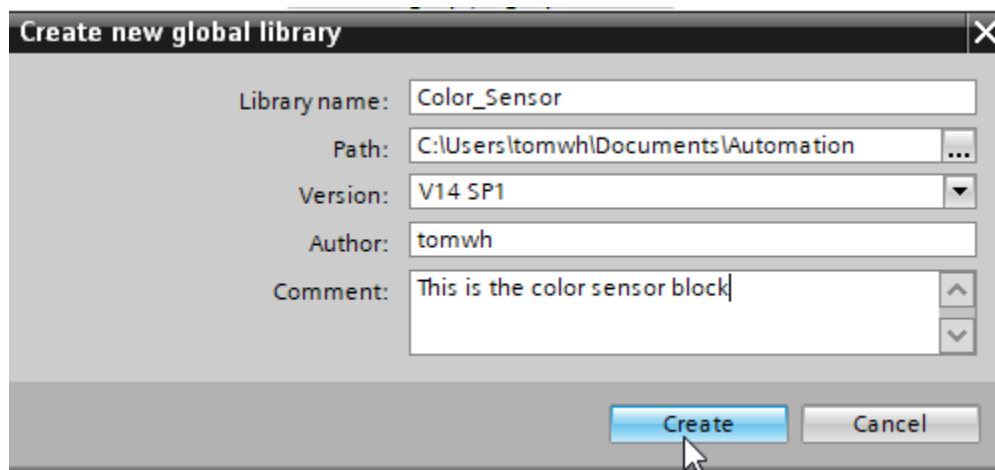 Create new global library
Library name: Color_Sensor
Path: C:\Users\tomwh\Documents\Automation ...
Version: V14 SP1
Author: tomwh
Comment: This is the color sensor block
Create Cancel